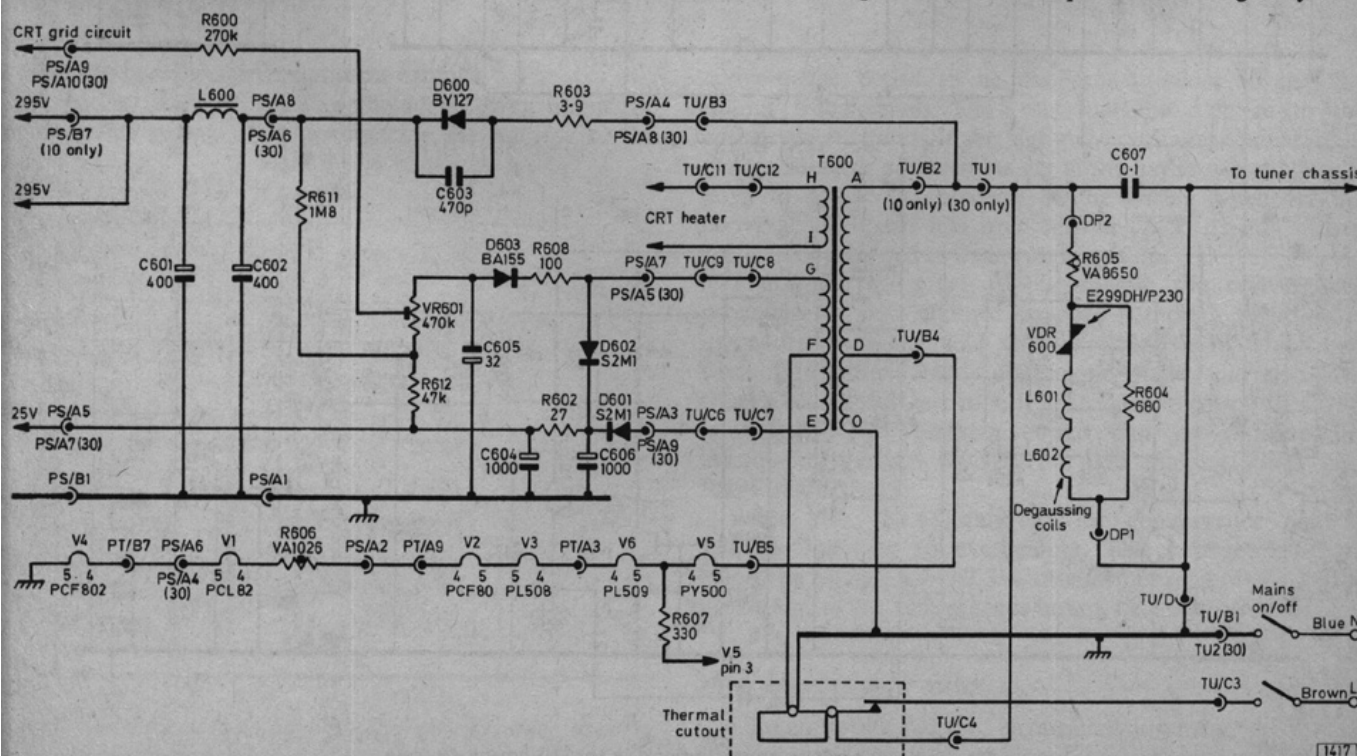 R600
270k
CRT grid circuit
PS/A9
PS/A10(30)
295V
PS/B7
(10 only)
L600
PS/A8
PS/A6
(30)
D600
BY127
C603
470p
R603
3·9
PS/A4 TU/B3
PS/A8(30)
295V
R611
1M8
TU/C11 TU/C12
CRT heater
H
I
G
F
E
T600
A
D
O
TU/B2
(10 only)
TU1
(30 only)
C607
0·1
To tuner chassis
DP2
R605
VA8650
E299DH/P230
VDR
600
L601
L602
R604
680
Degaussing
coils
DP1
C601
400
C602
400
D603
BA155
R608
100
PS/A7 TU/C9 TU/C8
PS/A5(30)
VR601
470k
C605
32
D602
S2M1
TU/B4
R612
47k
25V
PS/A5
PS/A7(30)
R602
27
D601
S2M1
PS/A3 TU/C6 TU/C7
PS/A9
(30)
C604
1000
C606
1000
PS/B1
PS/A1
V4
5 4
PCF802
PT/B7
PS/A6
PS/A4
(30)
V1
5 4
PCL82
R606
VA1026
PS/A2
PT/A9
V2
4 5
PCF80
V3
4 5
PL508
PT/A3
V6
4 5
PL509
V5
4 5
PY500
TU/B5
R607
330
V5
pin 3
TU/D
Mains
on/off
TU/B1
TU2(30)
Blue N
TU/C3
Brown L
Thermal
cutout
TU/C4
1417